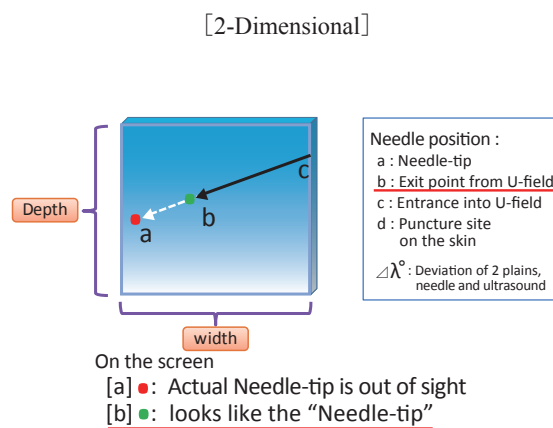 [2-Dimensional]
Depth
a
b
c
width
Needle position :
a : Needle-tip
b : Exit point from U-field
c : Entrance into U-field
d : Puncture site
on the skin
⊿λ° : Deviation of 2 plains,
needle and ultrasound
On the screen
[a] : Actual Needle-tip is out of sight
[b] : looks like the “Needle-tip”